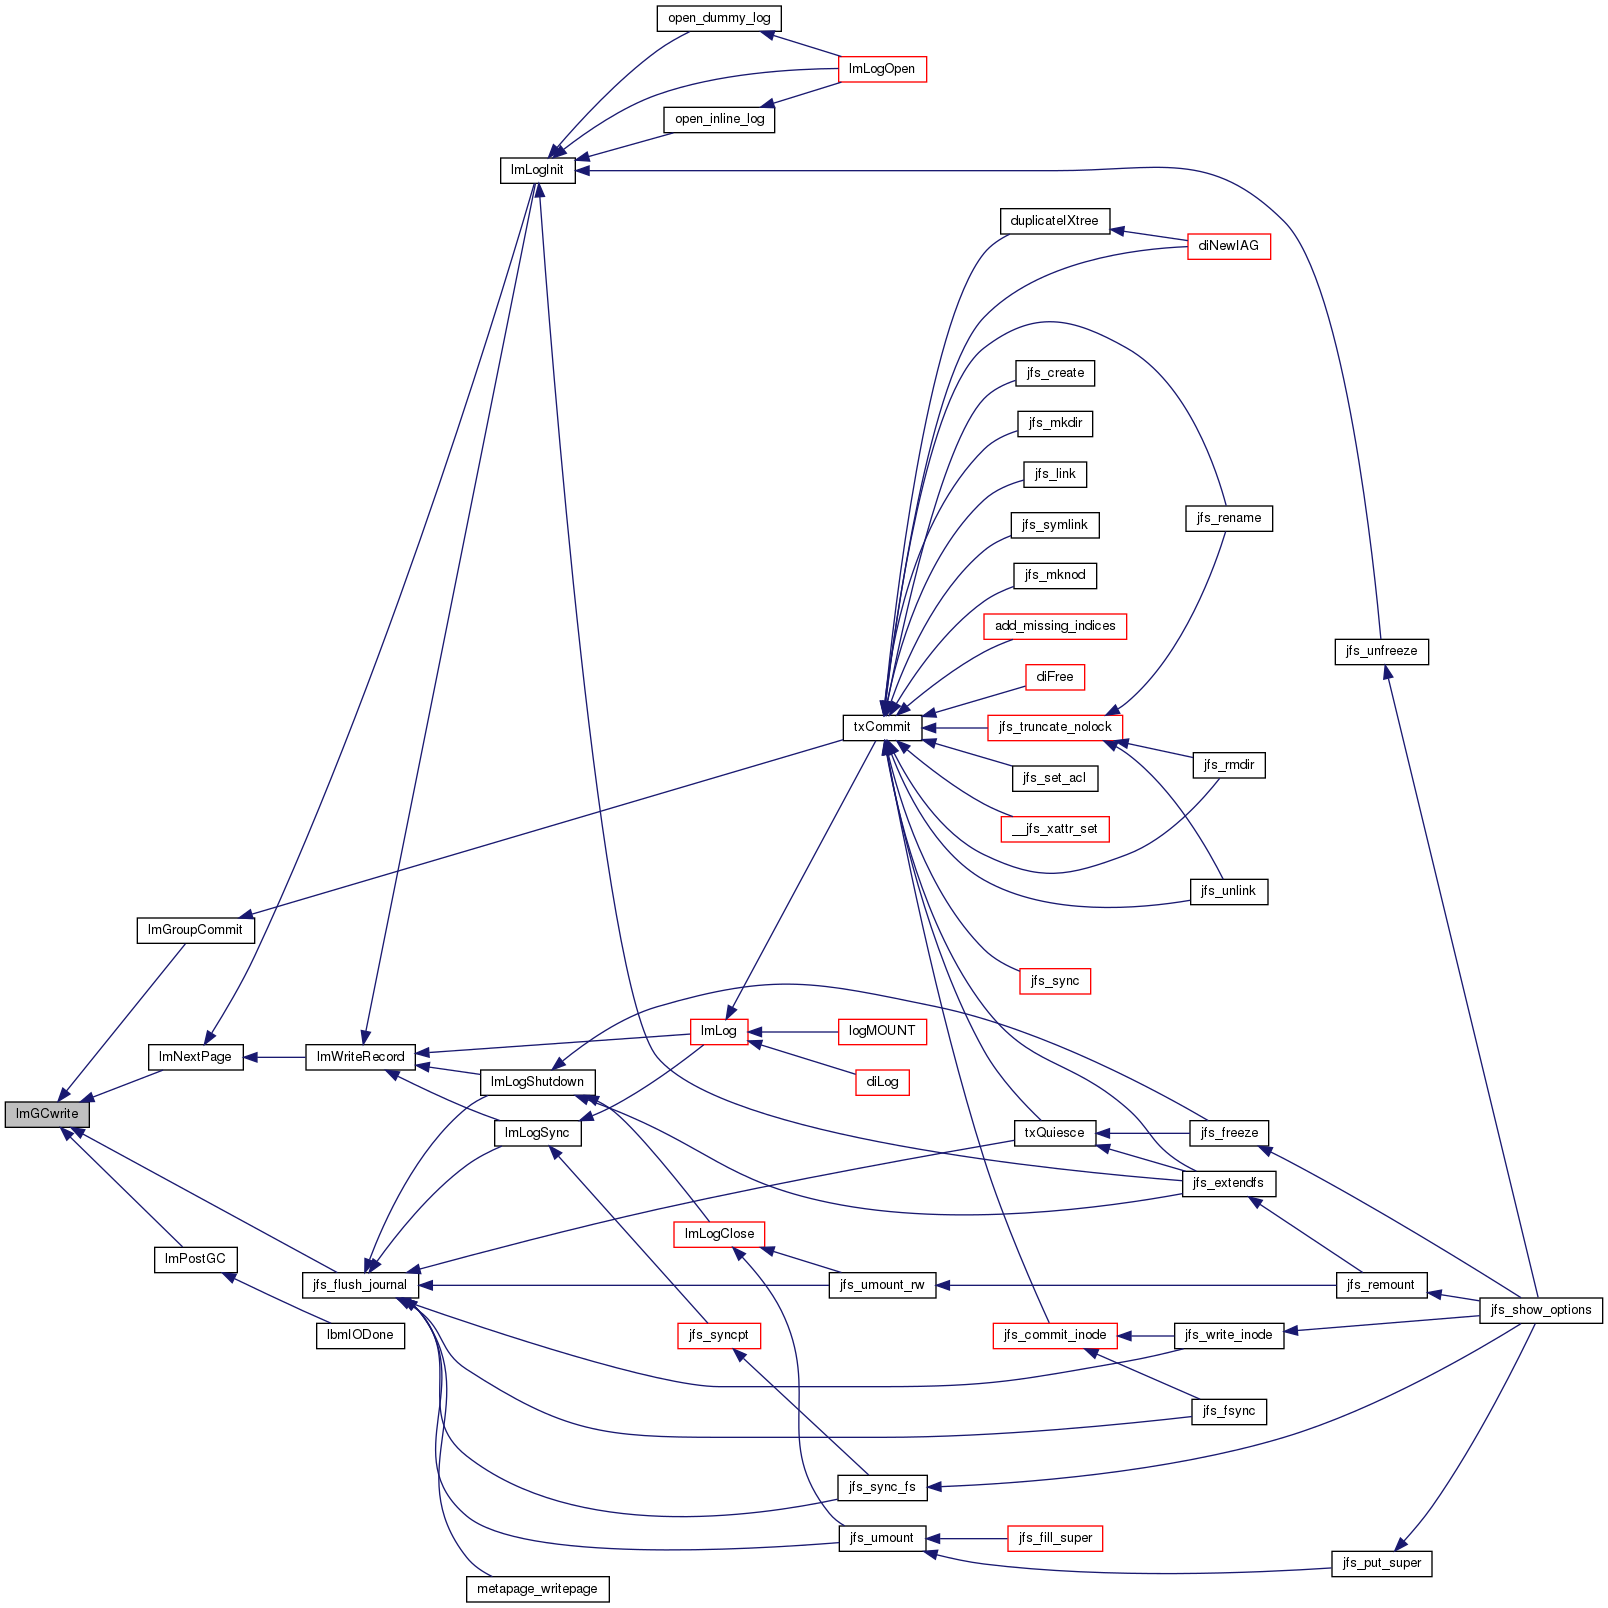 open_dummy_log
lmLogOpen
open_inline_log
lmLogInit
duplicateIXtree
diNewIAG
jfs_create
jfs_mkdir
jfs_link
jfs_rename
jfs_symlink
jfs_mknod
add_missing_indices
jfs_unfreeze
diFree
txCommit
jfs_truncate_nolock
jfs_rmdir
jfs_set_acl
__jfs_xattr_set
jfs_unlink
lmGroupCommit
jfs_sync
lmLog
logMOUNT
lmNextPage
lmWriteRecord
lmLogShutdown
diLog
lmGCwrite
lmLogSync
txQuiesce
jfs_freeze
jfs_extendfs
lmLogClose
lmPostGC
jfs_flush_journal
jfs_umount_rw
jfs_remount
jfs_show_options
lbmIODone
jfs_syncpt
jfs_commit_inode
jfs_write_inode
jfs_fsync
jfs_sync_fs
jfs_umount
jfs_fill_super
jfs_put_super
metapage_writepage